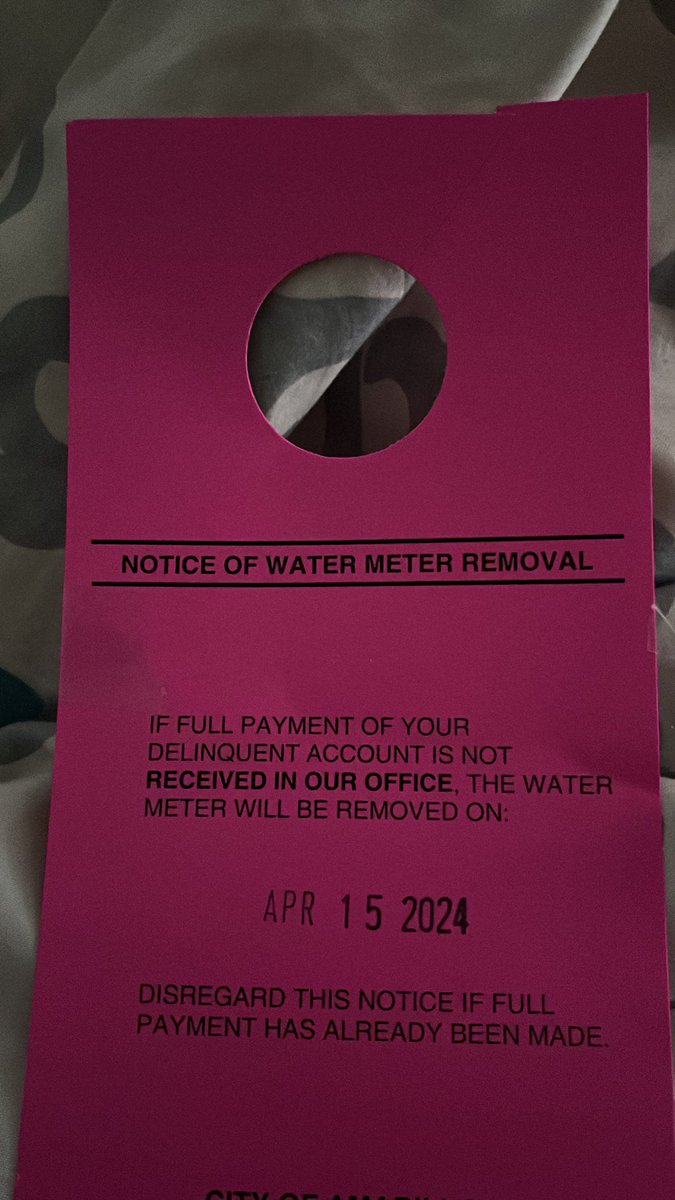 NOTICE OF WATER METER REMOVAL
IF FULL PAYMENT OF YOUR
DELINQUENT ACCOUNT IS NOT
RECEIVED IN OUR OFFICE, THE WATER
METER WILL BE REMOVED ON:
APR 15 2024
DISREGARD THIS NOTICE IF FULL
PAYMENT HAS ALREADY BEEN MADE.
CITY OF